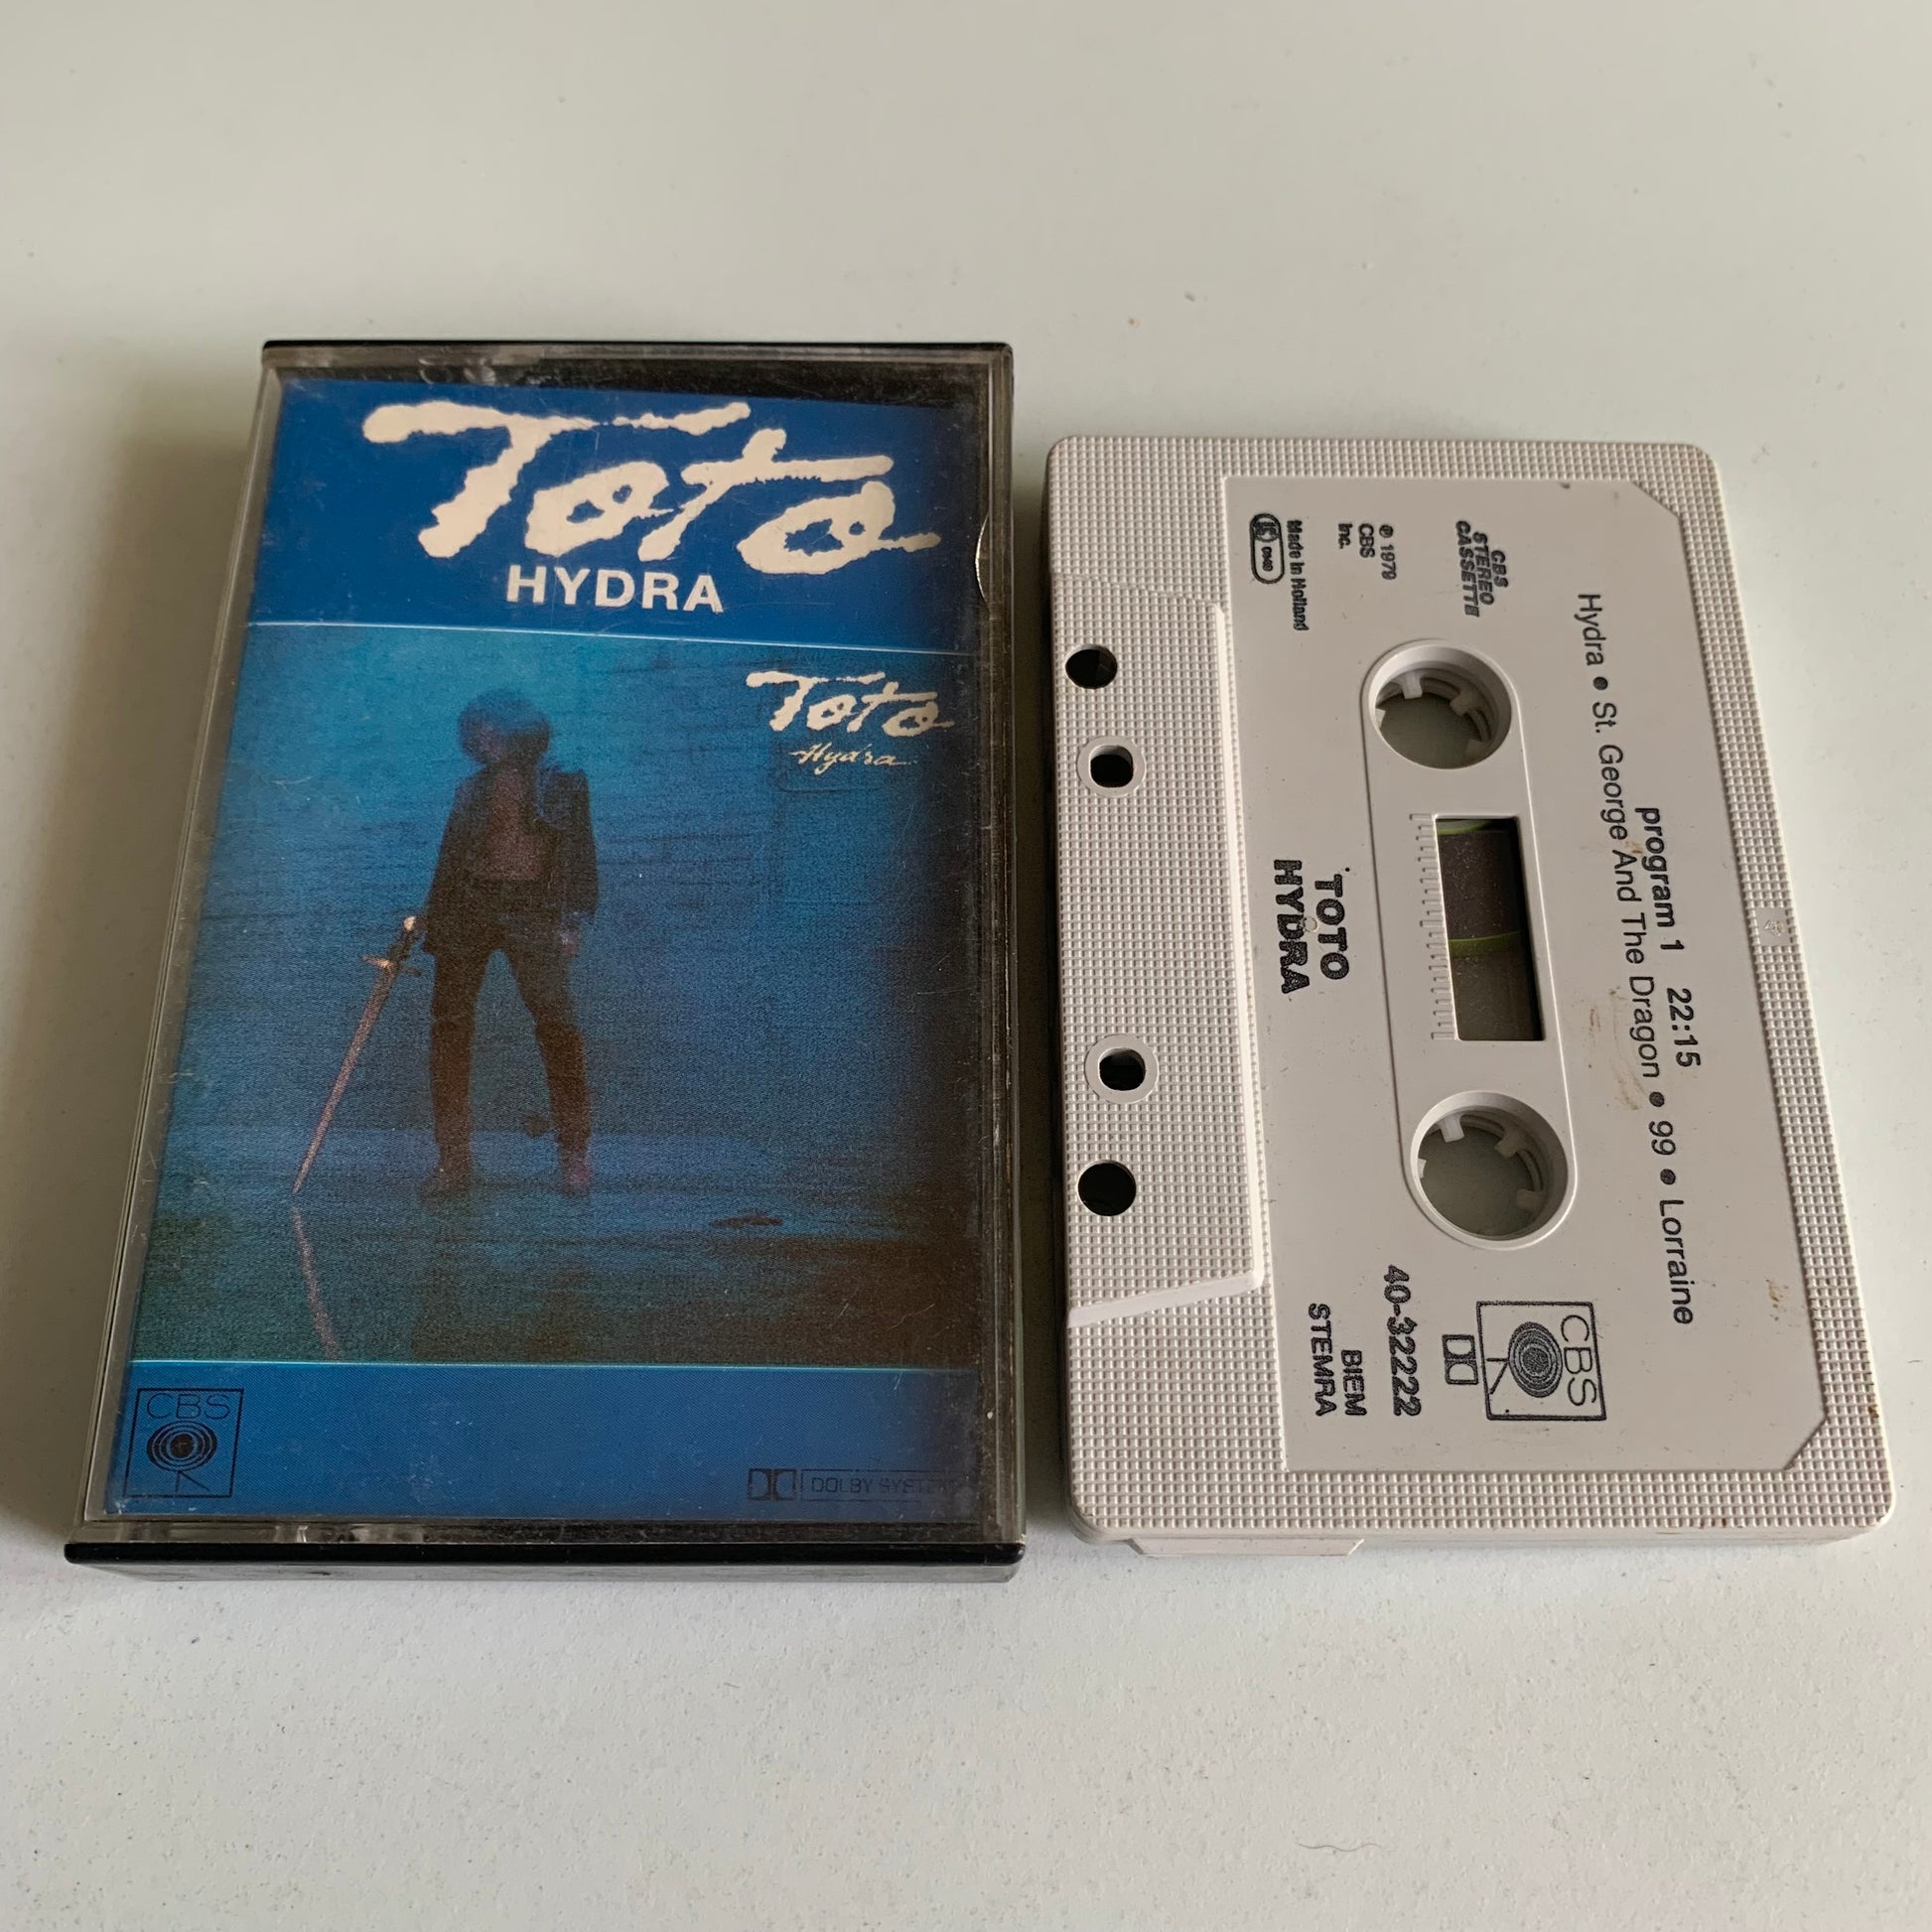 Toto
HYDRA
Toto
Hydra
CBS
DOLBY SYSTEM
program 1 22:15
Hydra ● St. George And The Dragon ● 99 ● Lorraine
CBS
STEREO
CASSETTE
℗ 1979
CBS
Inc.
Made in Holland
TOTO
HYDRA
CBS
40-32222
BIEM
STEMRA